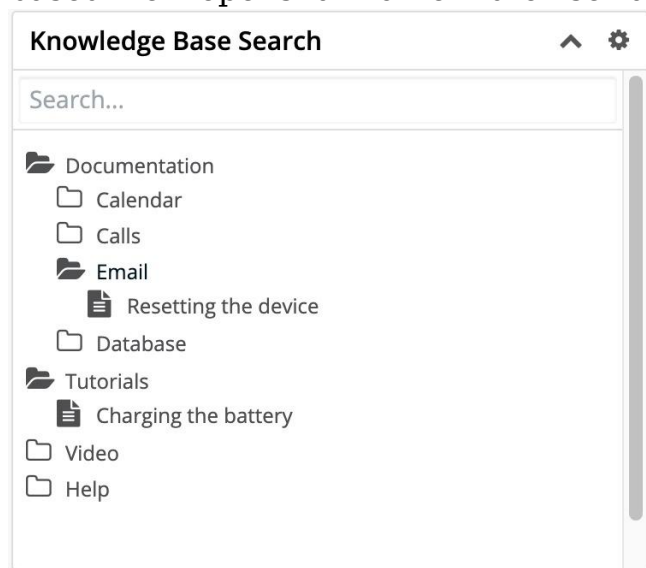 Knowledge Base Search
Search...
Documentation
Calendar
Calls
Email
Resetting the device
Database
Tutorials
Charging the battery
Video
Help